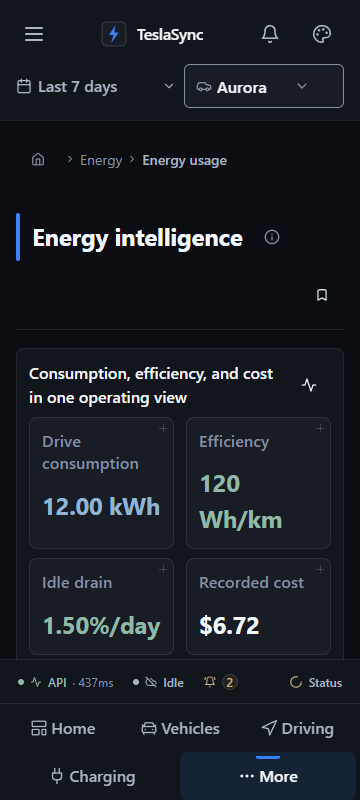 TeslaSync
Last 7 days
Aurora
Energy
Energy usage
Energy intelligence
Consumption, efficiency, and cost
in one operating view
Drive
consumption
12.00 kWh
Efficiency
120
Wh/km
Idle drain
1.50%/day
Recorded cost
$6.72
API · 437ms
Idle
2
Status
Home
Vehicles
Driving
Charging
More